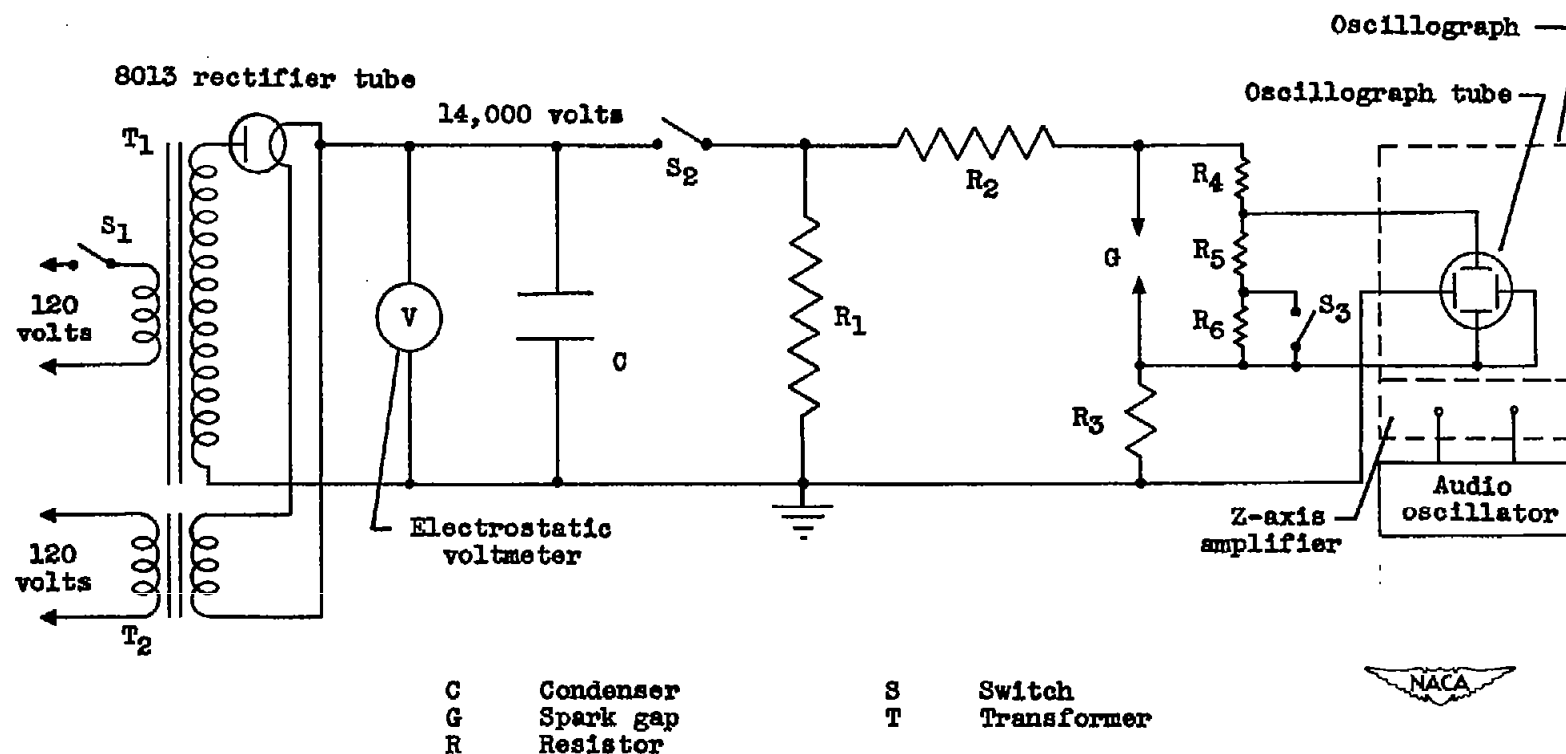 Oscillograph
8013 rectifier tube
Oscillograph tube
14,000 volts
T1
S2
R2
R4
S1
G
R5
120
volts
V
R1
R6
S3
C
R3
Electrostatic
voltmeter
Z-axis
amplifier
Audio
oscillator
120
volts
T2
C Condenser
G Spark gap
R Resistor
S Switch
T Transformer
NACA